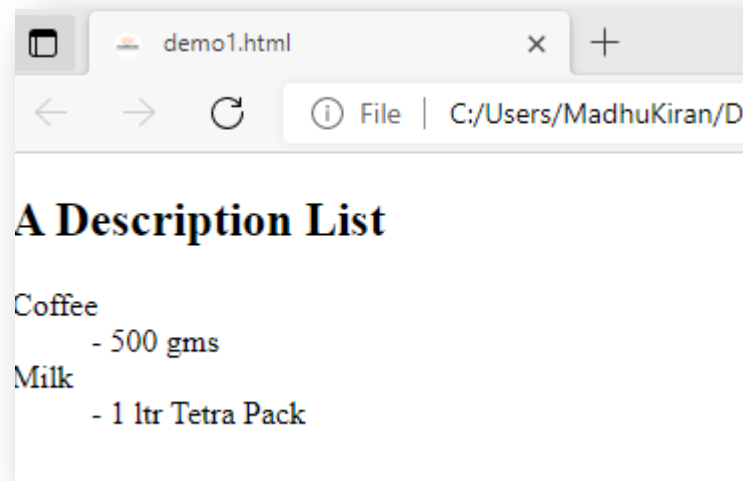 demo1.html
File C:/Users/MadhuKiran/D
A Description List
Coffee
- 500 gms
Milk
- 1 ltr Tetra Pack